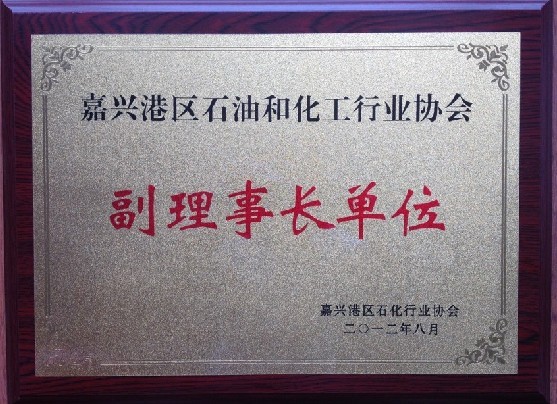 嘉兴港区石油和化工行业协会
副理事长单位
嘉兴港区石化行业协会
二〇一二年八月